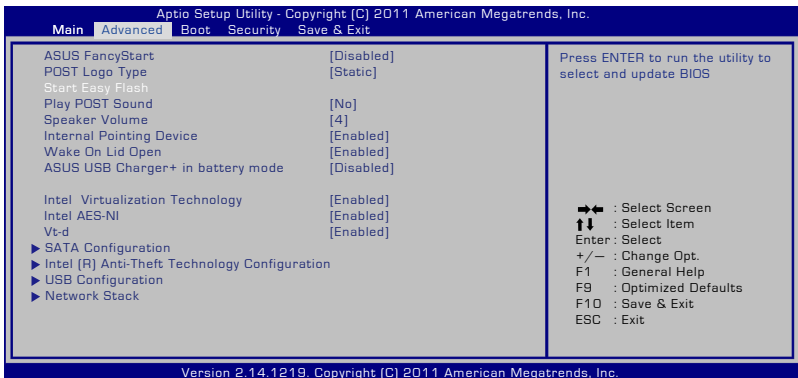 Aptio Setup Utility - Copyright (C) 2011 American Megatrends, Inc.
Main Advanced Boot Security Save & Exit
ASUS FancyStart [Disabled]
POST Logo Type [Static]
Start Easy Flash
Play POST Sound [No]
Speaker Volume [4]
Internal Pointing Device [Enabled]
Wake On Lid Open [Enabled]
ASUS USB Charger+ in battery mode [Disabled]
Intel Virtualization Technology [Enabled]
Intel AES-NI [Enabled]
Vt-d [Enabled]
SATA Configuration
Intel (R) Anti-Theft Technology Configuration
USB Configuration
Network Stack
Press ENTER to run the utility to
select and update BIOS
→← : Select Screen
↑↓ : Select Item
Enter : Select
+/— : Change Opt.
F1 : General Help
F9 : Optimized Defaults
F10 : Save & Exit
ESC : Exit
Version 2.14.1219. Copyright (C) 2011 American Megatrends, Inc.